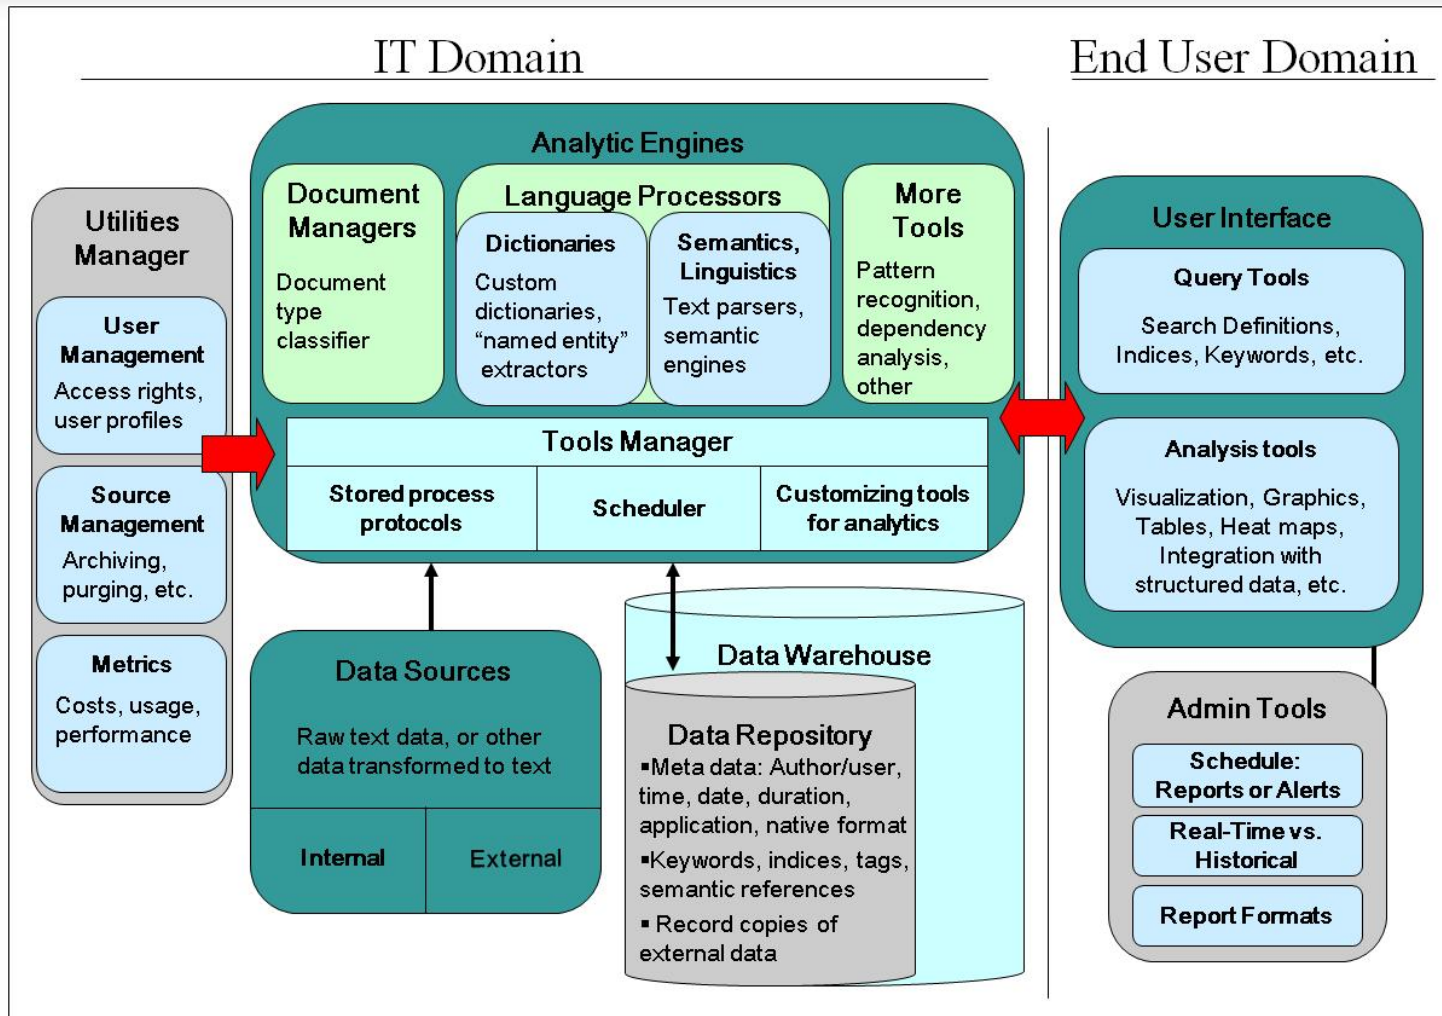 IT Domain
End User Domain
Utilities
Manager
User
Management
Access rights,
user profiles
Source
Management
Archiving,
purging, etc.
Metrics
Costs, usage,
performance
Analytic Engines
Document
Managers
Document
type
classifier
Language Processors
Dictionaries
Custom
dictionaries,
“named entity”
extractors
Semantics,
Linguistics
Text parsers,
semantic
engines
More
Tools
Pattern
recognition,
dependency
analysis,
other
Tools Manager
Stored process
protocols
Scheduler
Customizing tools
for analytics
Data Sources
Raw text data, or other
data transformed to text
Internal
External
Data Warehouse
Data Repository
▪Meta data: Author/user,
time, date, duration,
application, native format
▪Keywords, indices, tags,
semantic references
▪ Record copies of
external data
User Interface
Query Tools
Search Definitions,
Indices, Keywords, etc.
Analysis tools
Visualization, Graphics,
Tables, Heat maps,
Integration with
structured data, etc.
Admin Tools
Schedule:
Reports or Alerts
Real-Time vs.
Historical
Report Formats